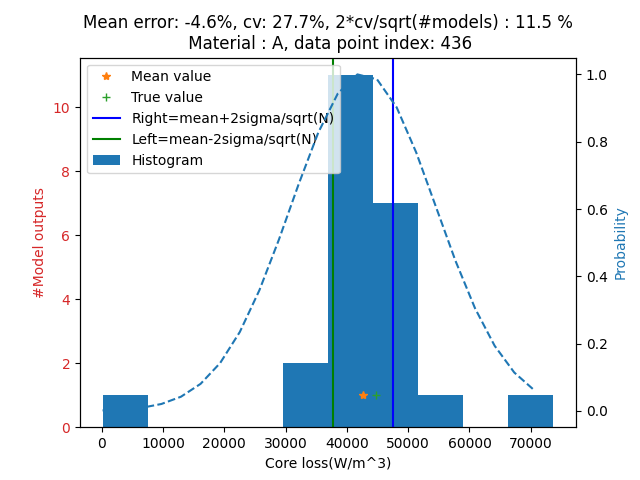 Mean error: -4.6%, cv: 27.7%, 2*cv/sqrt(#models) : 11.5 %
Material : A, data point index: 436
Mean value
True value
Right=mean+2sigma/sqrt(N)
Left=mean-2sigma/sqrt(N)
Histogram
#Model outputs
10
8
6
4
2
0
1.0
0.8
0.6
0.4
0.2
0.0
Probability
0 10000 20000 30000 40000 50000 60000 70000
Core loss(W/m^3)